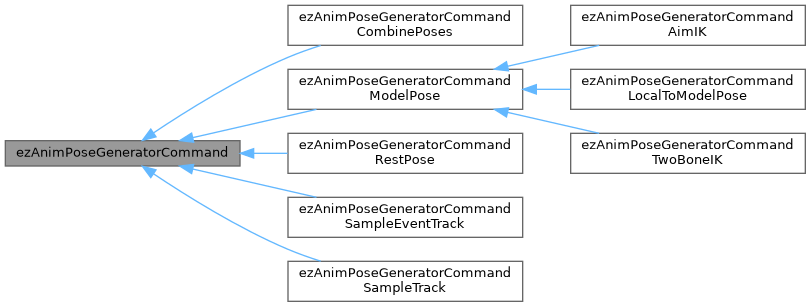 ezAnimPoseGeneratorCommand
ezAnimPoseGeneratorCommand
CombinePoses
ezAnimPoseGeneratorCommand
ModelPose
ezAnimPoseGeneratorCommand
RestPose
ezAnimPoseGeneratorCommand
SampleEventTrack
ezAnimPoseGeneratorCommand
SampleTrack
ezAnimPoseGeneratorCommand
AimIK
ezAnimPoseGeneratorCommand
LocalToModelPose
ezAnimPoseGeneratorCommand
TwoBoneIK